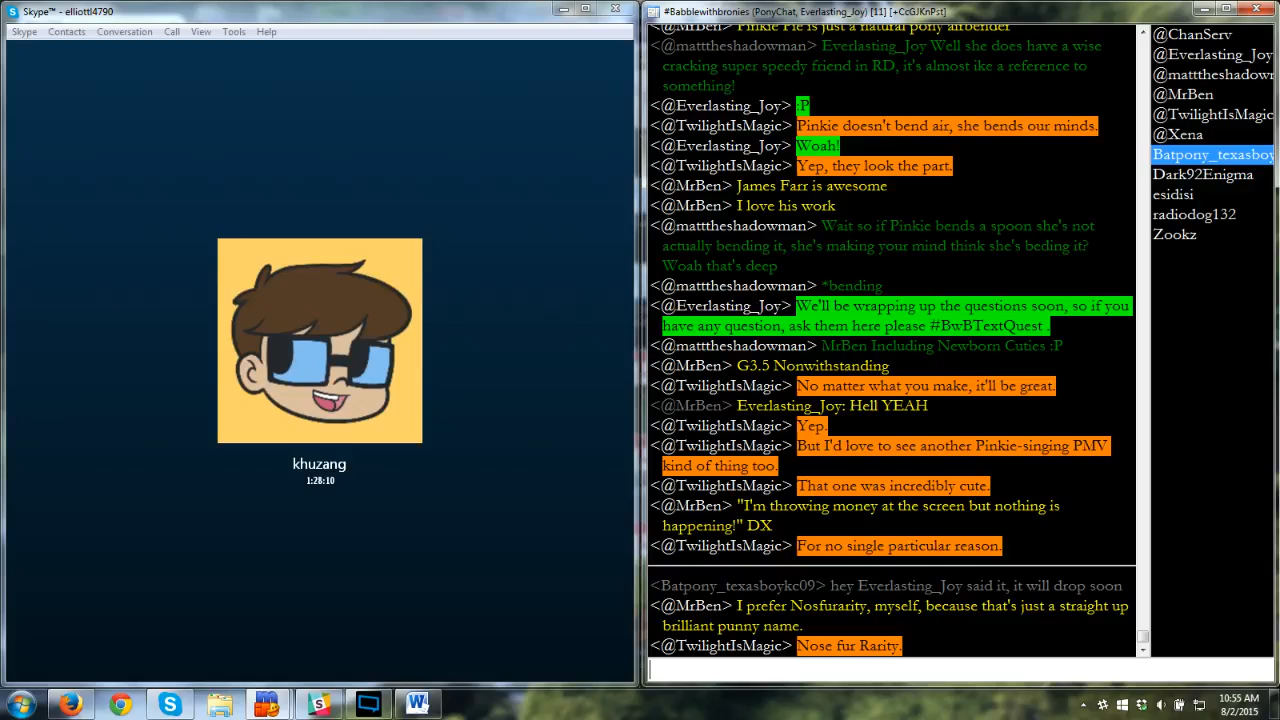 Skype™ - elliottl4790
Skype Contacts Conversation Call View Tools Help
khuzang
1:28:10
#Babblewithbronies (PonyChat, Everlasting_Joy) [11] [+CcGJKnPst]
<@MrBen> Pinkie Pie is just a natural pony airbender
<@matttheshadowman> Everlasting_Joy Well she does have a wise
cracking super speedy friend in RD, it's almost ike a reference to
something!
<@Everlasting_Joy> :P
<@TwilightIsMagic> Pinkie doesn't bend air, she bends our minds.
<@Everlasting_Joy> Woah!
<@TwilightIsMagic> Yep, they look the part.
<@MrBen> James Farr is awesome
<@MrBen> I love his work
<@matttheshadowman> Wait so if Pinkie bends a spoon she's not
actually bending it, she's making your mind think she's beding it?
Woah that's deep
<@matttheshadowman> *bending
<@Everlasting_Joy> We'll be wrapping up the questions soon, so if you
have any question, ask them here please #BwBTextQuest .
<@matttheshadowman> MrBen Including Newborn Cuties :P
<@MrBen> G3.5 Nonwithstanding
<@TwilightIsMagic> No matter what you make, it'll be great.
<@MrBen> Everlasting_Joy: Hell YEAH
<@TwilightIsMagic> Yep.
<@TwilightIsMagic> But I'd love to see another Pinkie-singing PMV
kind of thing too.
<@TwilightIsMagic> That one was incredibly cute.
<@MrBen> "I'm throwing money at the screen but nothing is
happening!" DX
<@TwilightIsMagic> For no single particular reason.
<Batpony_texasboykc09> hey Everlasting_Joy said it, it will drop soon
<@MrBen> I prefer Nosfurarity, myself, because that's just a straight up
brilliant punny name.
<@TwilightIsMagic> Nose fur Rarity.
@ChanServ
@Everlasting_Joy
@matttheshadown
@MrBen
@TwilightIsMagic
@Xena
Batpony_texasboy
Dark92Enigma
esidisi
radiodog132
Zookz
10:55 AM
8/2/2015